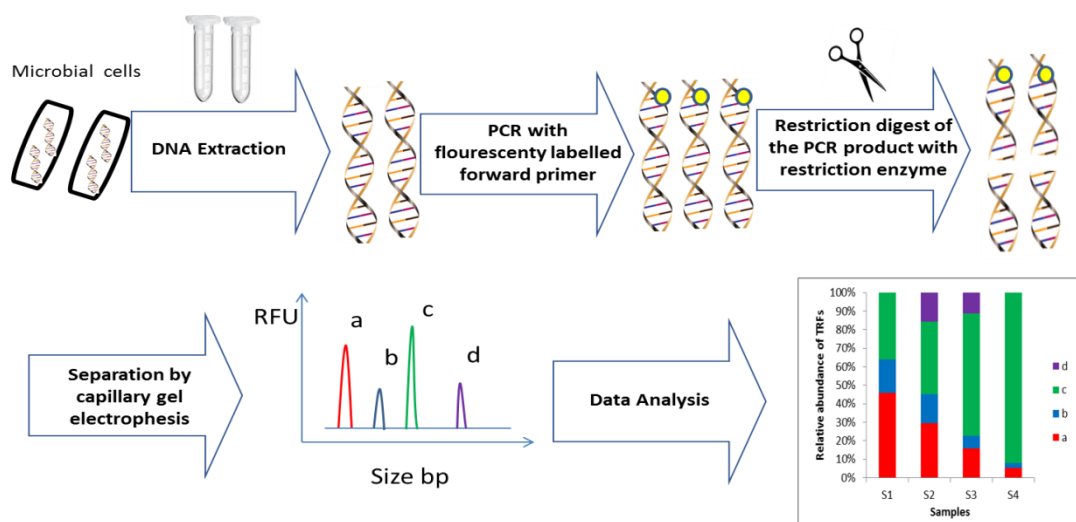 Microbial cells
DNA Extraction
PCR with
flourescenty labelled
forward primer
Restriction digest of
the PCR product with
restriction enzyme
Separation by
capillary gel
electrophesis
RFU
a
b
c
d
Size bp
Data Analysis
Relative abundance of TRFs
100%
90%
80%
70%
60%
50%
40%
30%
20%
10%
0%
S1 S2 S3 S4
Samples
d
c
b
a